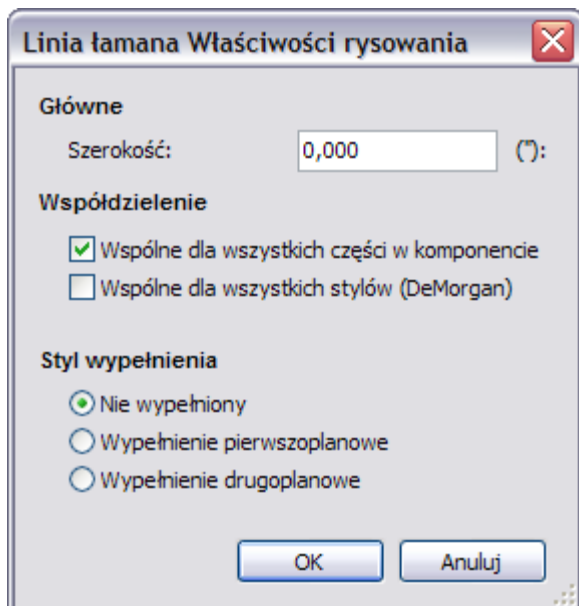 Linia łamana Właściwości rysowania
Główne
Szerokość: 0,000 ("):
Współdzielenie
Wspólne dla wszystkich części w komponencie
Wspólne dla wszystkich stylów (DeMorgan)
Styl wypełnienia
Nie wypełniony
Wypełnienie pierwszoplanowe
Wypełnienie drugoplanowe
OK Anuluj